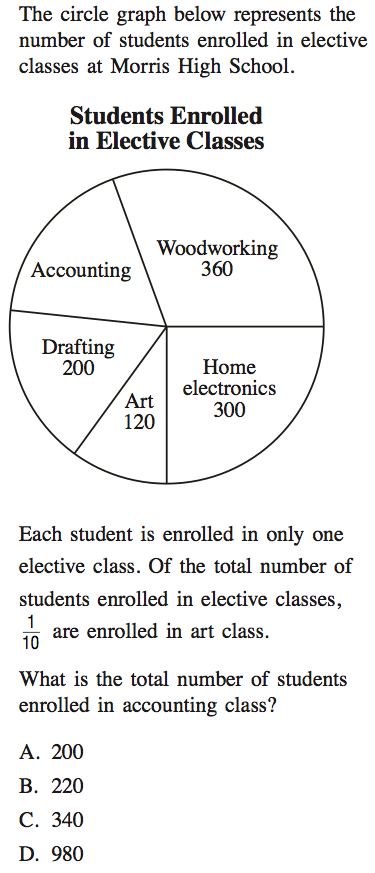 The circle graph below represents the
number of students enrolled in elective
classes at Morris High School.
Students Enrolled
in Elective Classes
Woodworking
360
Accounting
Drafting
200
Home
electronics
300
Art
120
Each student is enrolled in only one
elective class. Of the total number of
students enrolled in elective classes,
1/10 are enrolled in art class.
What is the total number of students
enrolled in accounting class?
A. 200
B. 220
C. 340
D. 980